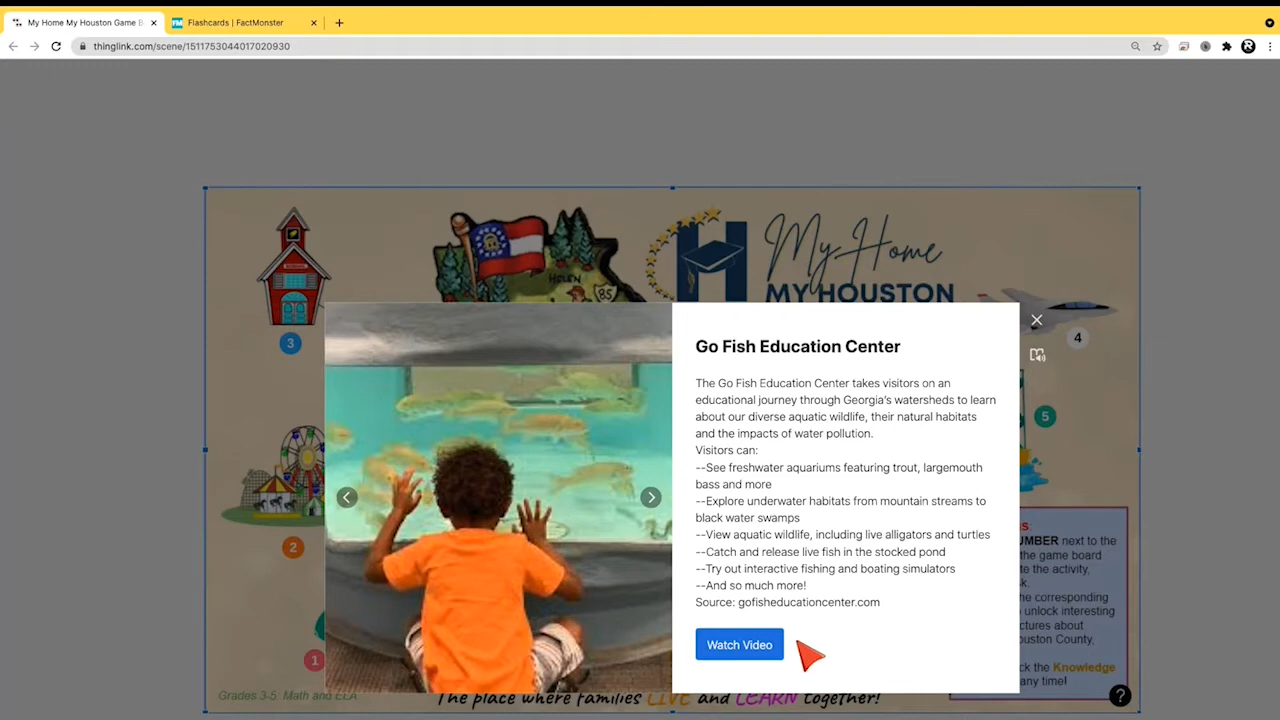 My Home My Houston Game B
Flashcards | FactMonster
thinglink.com/scene/1511753044017020930
My Home
MY HOUSTON
HELEN
85
3
4
5
2
1
Go Fish Education Center
The Go Fish Education Center takes visitors on an
educational journey through Georgia's watersheds to learn
about our diverse aquatic wildlife, their natural habitats
and the impacts of water pollution.
Visitors can:
--See freshwater aquariums featuring trout, largemouth
bass and more
--Explore underwater habitats from mountain streams to
black water swamps
--View aquatic wildlife, including live alligators and turtles
--Catch and release live fish in the stocked pond
--Try out interactive fishing and boating simulators
--And so much more!
Source: gofisheducationcenter.com
Watch Video
S:
UMBER next to the
the game board
te the activity,
k.
he corresponding
unlock interesting
ctures about
uston County,
ck the Knowledge
any time!
?
Grades 3-5 Math and ELA
The place where families LIVE and LEARN together!